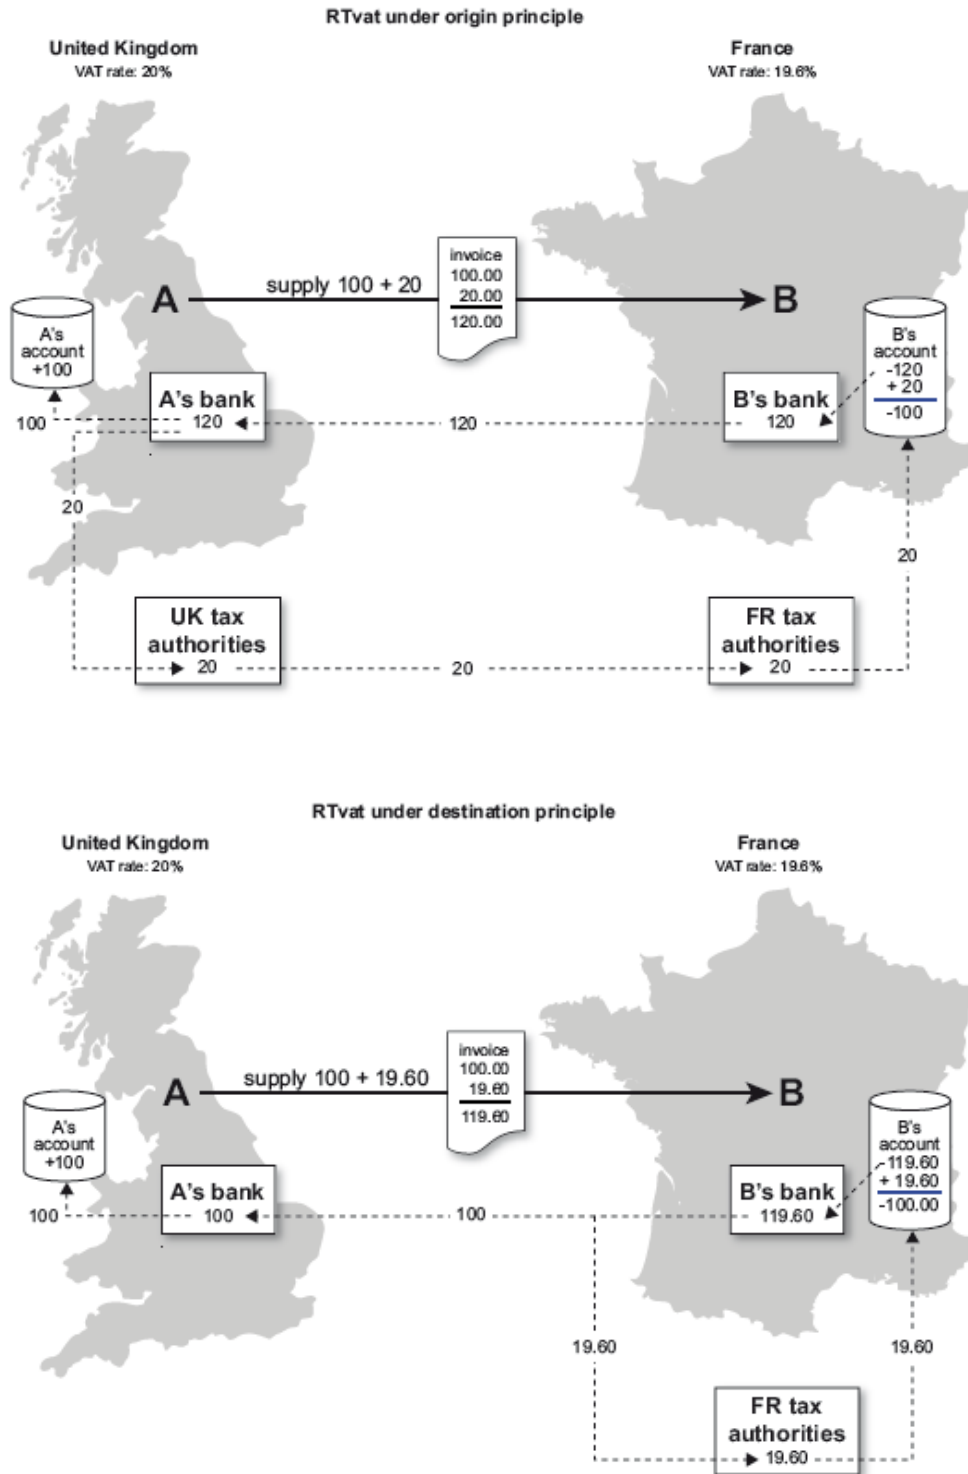 RTvat under origin principle
United Kingdom
VAT rate: 20%
France
VAT rate: 19.6%
invoice
100.00
20.00
120.00
supply 100 + 20
A
B
A's
account
+100
B's
account
-120
+ 20
-100
A's bank
120
B's bank
120
100
120
20
20
UK tax
authorities
20
FR tax
authorities
20
20
RTvat under destination principle
United Kingdom
VAT rate: 20%
France
VAT rate: 19.6%
invoice
100.00
19.60
119.60
supply 100 + 19.60
A
B
A's
account
+100
B's
account
-119.60
+ 19.60
-100.00
A's bank
100
B's bank
119.60
100
100
19.60
19.60
FR tax
authorities
19.60